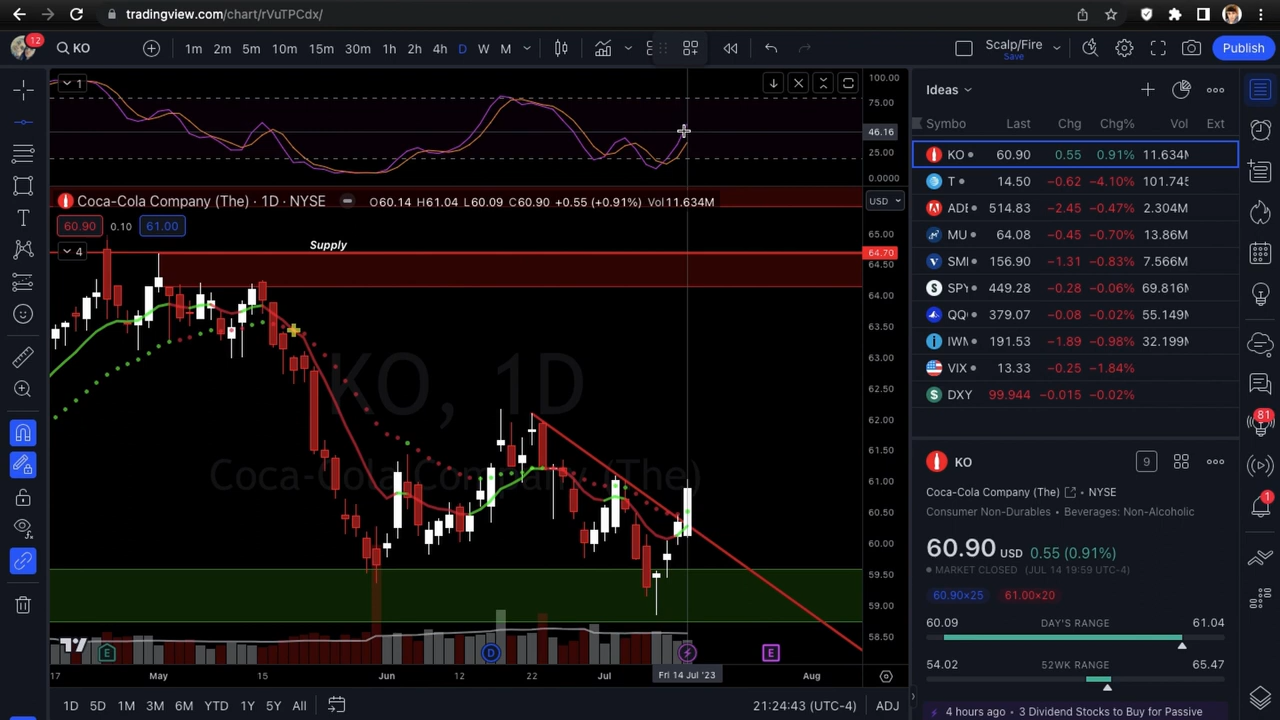 tradingview.com/chart/rVuTPCdx/
12
KO
1m 2m 5m 10m 15m 30m 1h 2h 4h D W M
Scalp/Fire
Save
Publish
1
100.00
75.00
46.16
25.00
0.0000
Coca-Cola Company (The) · 1D · NYSE
O60.14 H61.04 L60.09 C60.90 +0.55 (+0.91%) Vol11.634M
USD
60.90 0.10 61.00
4
Supply
65.00
64.70
64.50
64.00
63.50
63.00
62.50
62.00
61.50
61.00
60.50
60.00
59.50
59.00
58.50
KO, 1D
Coca-Cola Company (The)
E
D
E
17 May 15 Jun 12 22 Jul Fri 14 Jul '23 Aug
1D 5D 1M 3M 6M YTD 1Y 5Y All
21:24:43 (UTC-4) ADJ
Ideas
Symbo Last Chg Chg% Vol Ext
KO 60.90 0.55 0.91% 11.634M
T 14.50 −0.62 −4.10% 101.745
ADE 514.83 −2.45 −0.47% 2.304M
MU 64.08 −0.45 −0.70% 13.86M
SMI 156.90 −1.31 −0.83% 7.566M
SPY 449.28 −0.28 −0.06% 69.816M
QQ 379.07 −0.08 −0.02% 55.149M
IWM 191.53 −1.89 −0.98% 32.199M
VIX 13.33 −0.25 −1.84%
DXY 99.944 −0.015 −0.02%
KO
9
Coca-Cola Company (The) • NYSE
Consumer Non-Durables • Beverages: Non-Alcoholic
60.90 USD 0.55 (0.91%)
MARKET CLOSED (JUL 14 19:59 UTC-4)
60.90×25 61.00×20
60.09 DAY'S RANGE 61.04
54.02 52WK RANGE 65.47
4 hours ago • 3 Dividend Stocks to Buy for Passive
81
1